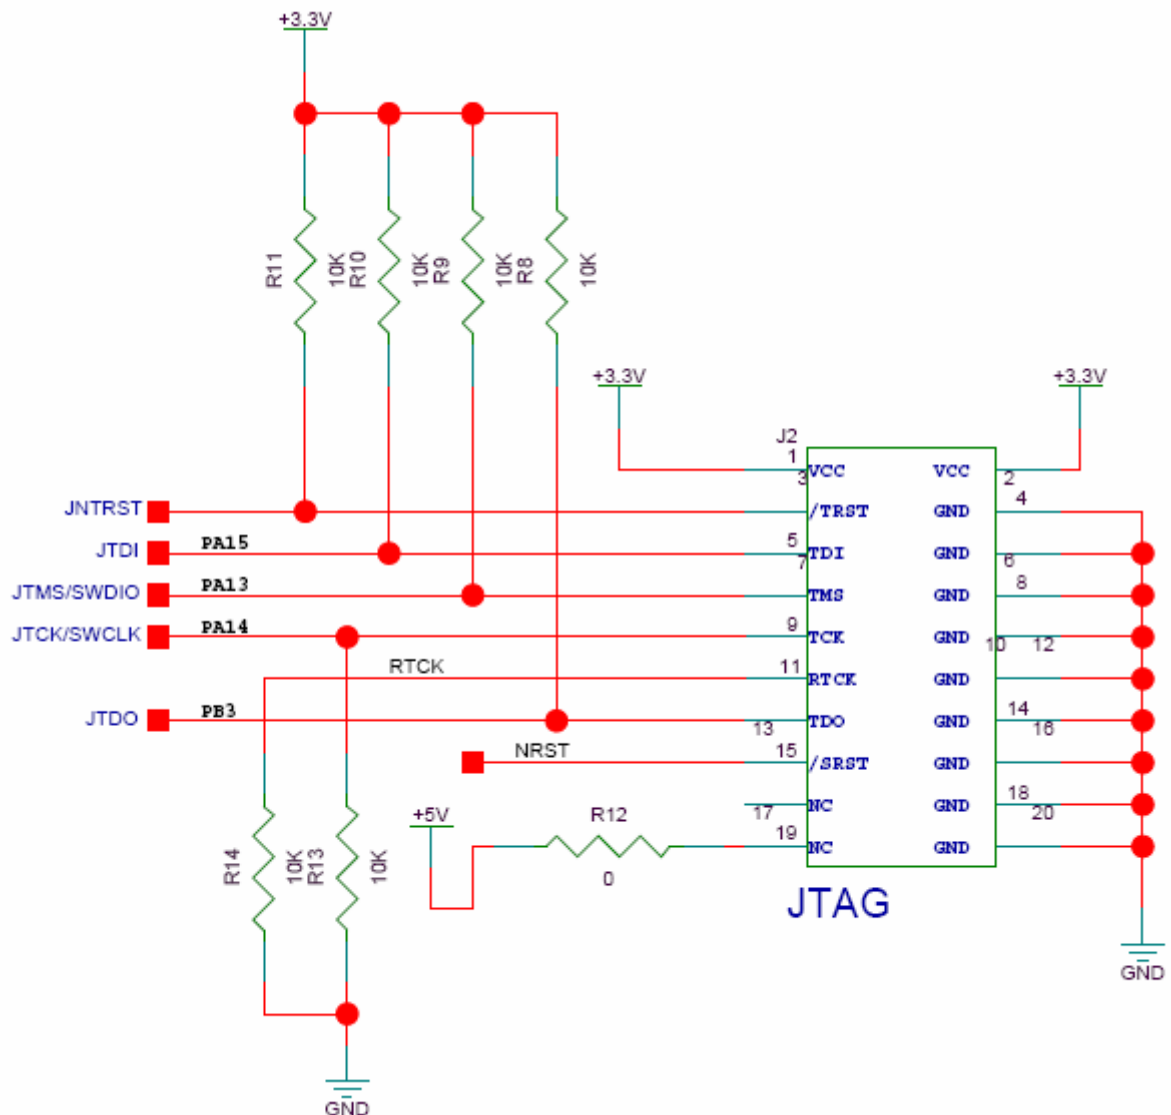 +3.3V
R11
10K
R10
10K
R9
10K
R8
10K
+3.3V
+3.3V
J2
1
VCC
VCC
2
3
/TRST
GND
4
JNTRST
JTDI
PA15
5
TDI
GND
6
7
JTMS/SWDIO
PA13
TMS
GND
8
JTCK/SWCLK
PA14
9
TCK
GND
10
12
RTCK
11
RTCK
GND
JTDO
PB3
13
TDO
GND
14
16
NRST
15
/SRST
GND
17
NC
GND
18
20
+5V
R12
0
19
NC
GND
R14
10K
R13
10K
JTAG
GND
GND